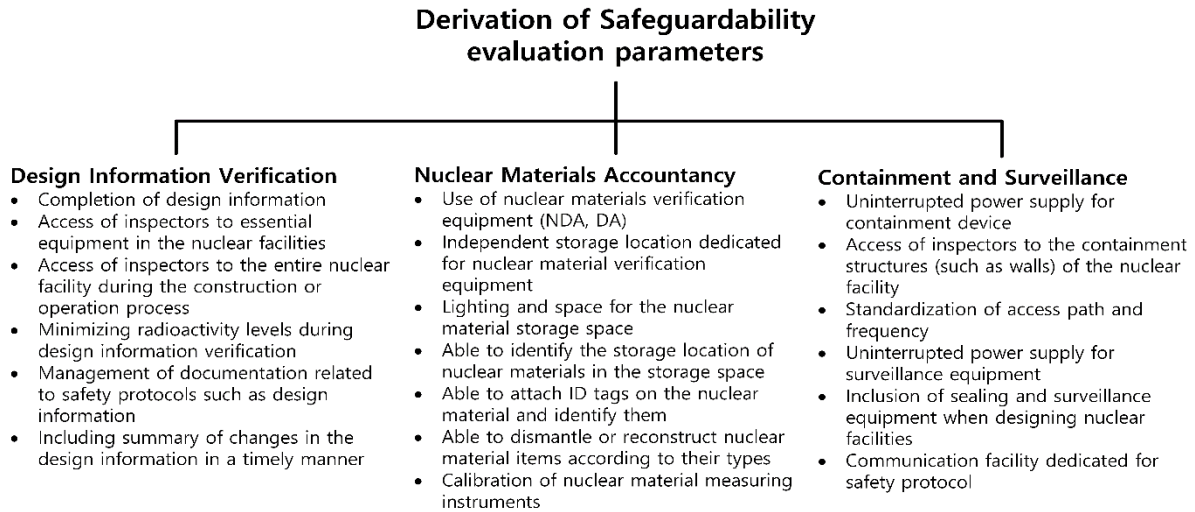 Derivation of Safeguardability
evaluation parameters
Design Information Verification
• Completion of design information
• Access of inspectors to essential
equipment in the nuclear facilities
• Access of inspectors to the entire nuclear
facility during the construction or
operation process
• Minimizing radioactivity levels during
design information verification
• Management of documentation related
to safety protocols such as design
information
• Including summary of changes in the
design information in a timely manner
Nuclear Materials Accountancy
• Use of nuclear materials verification
equipment (NDA, DA)
• Independent storage location dedicated
for nuclear material verification
equipment
• Lighting and space for the nuclear
material storage space
• Able to identify the storage location of
nuclear materials in the storage space
• Able to attach ID tags on the nuclear
material and identify them
• Able to dismantle or reconstruct nuclear
material items according to their types
• Calibration of nuclear material measuring
instruments
Containment and Surveillance
• Uninterrupted power supply for
containment device
• Access of inspectors to the containment
structures (such as walls) of the nuclear
facility
• Standardization of access path and
frequency
• Uninterrupted power supply for
surveillance equipment
• Inclusion of sealing and surveillance
equipment when designing nuclear
facilities
• Communication facility dedicated for
safety protocol